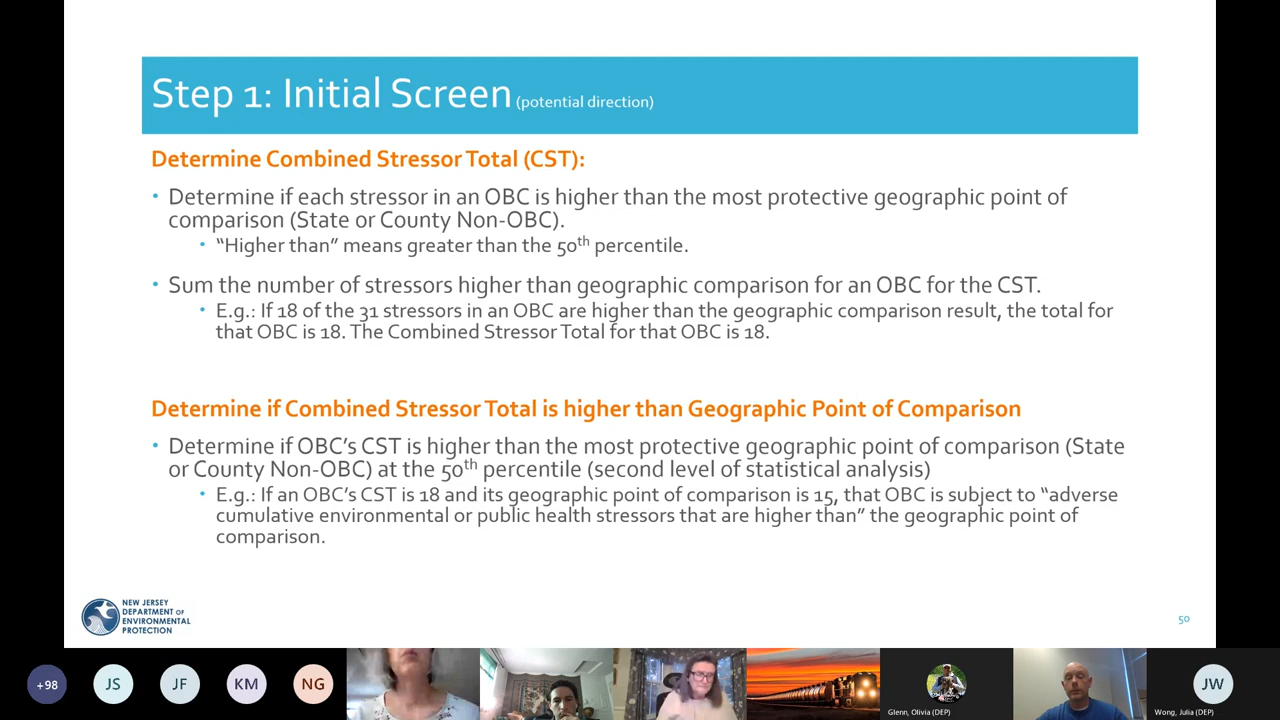 Step 1: Initial Screen (potential direction)
Determine Combined Stressor Total (CST):
• Determine if each stressor in an OBC is higher than the most protective geographic point of
comparison (State or County Non-OBC).
• “Higher than” means greater than the 50th percentile.
• Sum the number of stressors higher than geographic comparison for an OBC for the CST.
• E.g.: If 18 of the 31 stressors in an OBC are higher than the geographic comparison result, the total for
that OBC is 18. The Combined Stressor Total for that OBC is 18.
Determine if Combined Stressor Total is higher than Geographic Point of Comparison
• Determine if OBC’s CST is higher than the most protective geographic point of comparison (State
or County Non-OBC) at the 50th percentile (second level of statistical analysis)
• E.g.: If an OBC’s CST is 18 and its geographic point of comparison is 15, that OBC is subject to “adverse
cumulative environmental or public health stressors that are higher than” the geographic point of
comparison.
NEW JERSEY
DEPARTMENT OF
ENVIRONMENTAL
PROTECTION
50
+98
JS
JF
KM
NG
Glenn, Olivia (DEP)
JW
Wong, Julia (DEP)